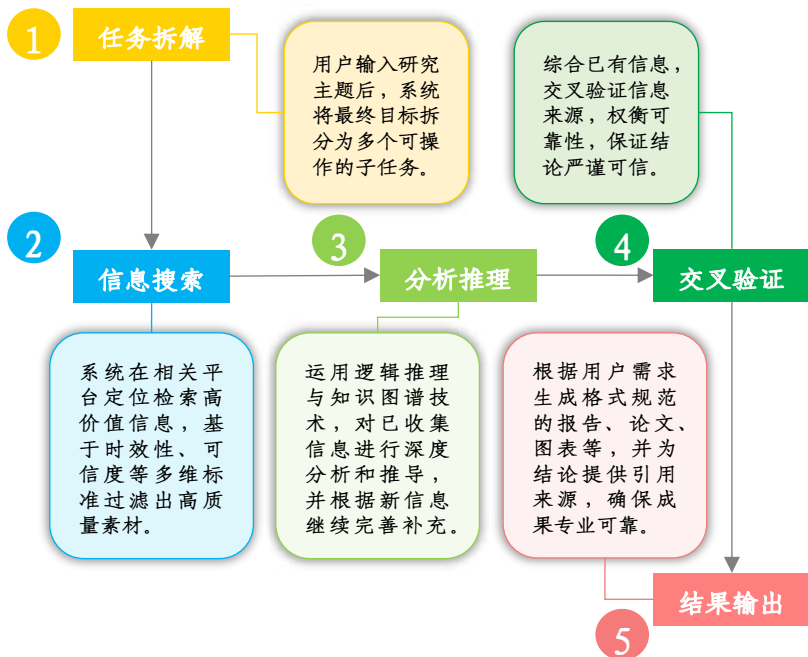 1
任务拆解
用户输入研究
主题后，系统
将最终目标拆
分为多个可操
作的子任务。
综合已有信息，
交叉验证信息
来源，权衡可
靠性，保证结
论严谨可信。
2
信息搜索
3
分析推理
4
交叉验证
系统在相关平
台定位检索高
价值信息，基
于时效性、可
信度等多维标
准过滤出高质
量素材。
运用逻辑推理
与知识图谱技
术，对已收集
信息进行深度
分析和推导，
并根据新信息
继续完善补充。
根据用户需求
生成格式规范
的报告、论文、
图表等，并为
结论提供引用
来源，确保成
果专业可靠。
结果输出
5